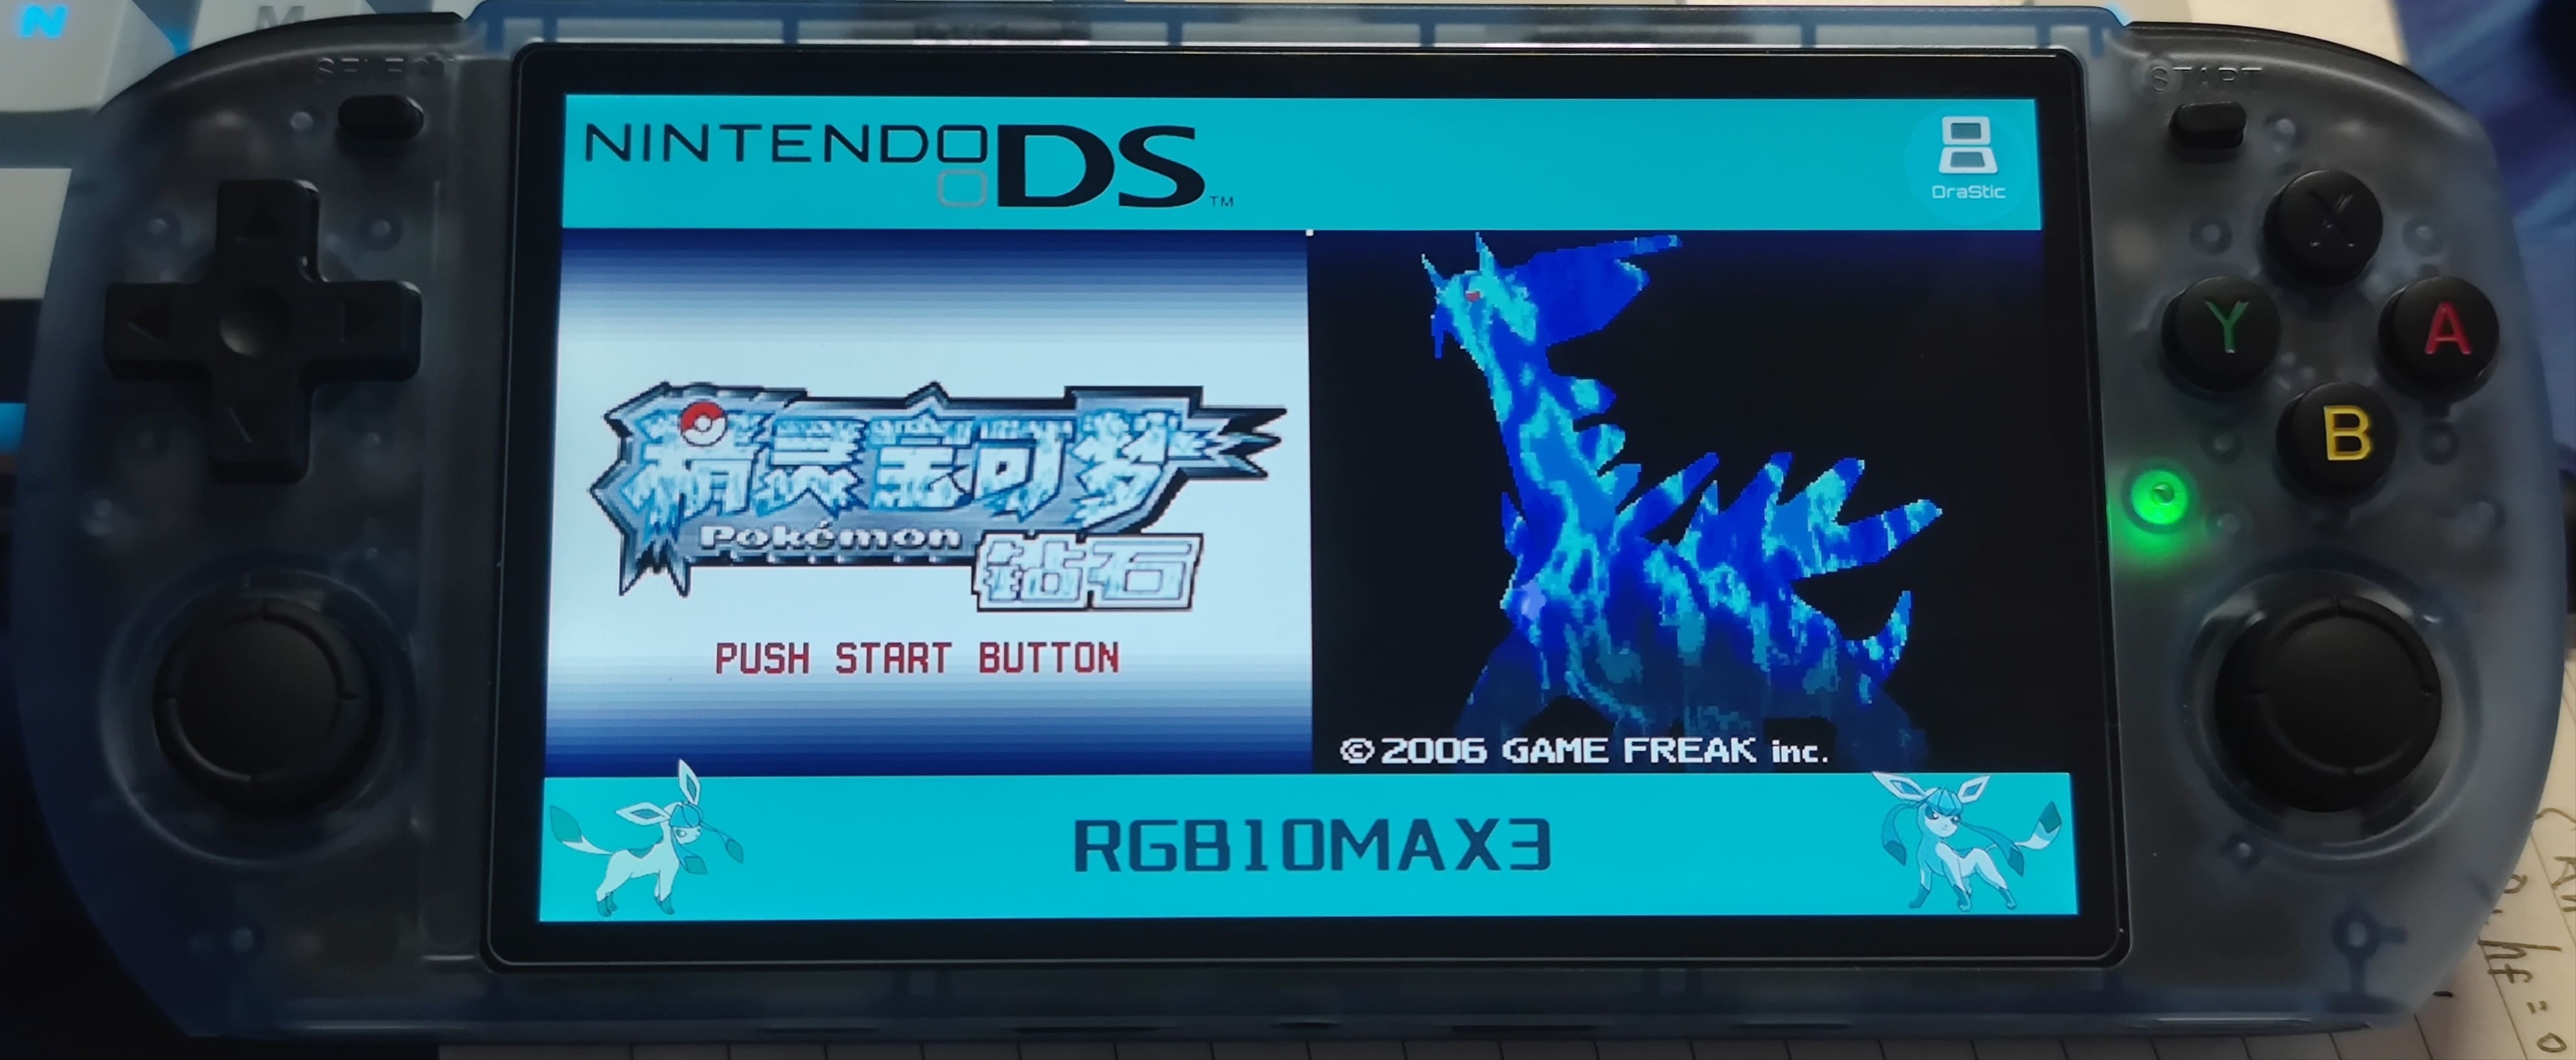 N
M
SELECT
START
NINTENDO DS™
DraStic
X
Y
A
B
精灵宝可梦
Pokémon
钻石
PUSH START BUTTON
©2006 GAME FREAK inc.
RGB10MAX3